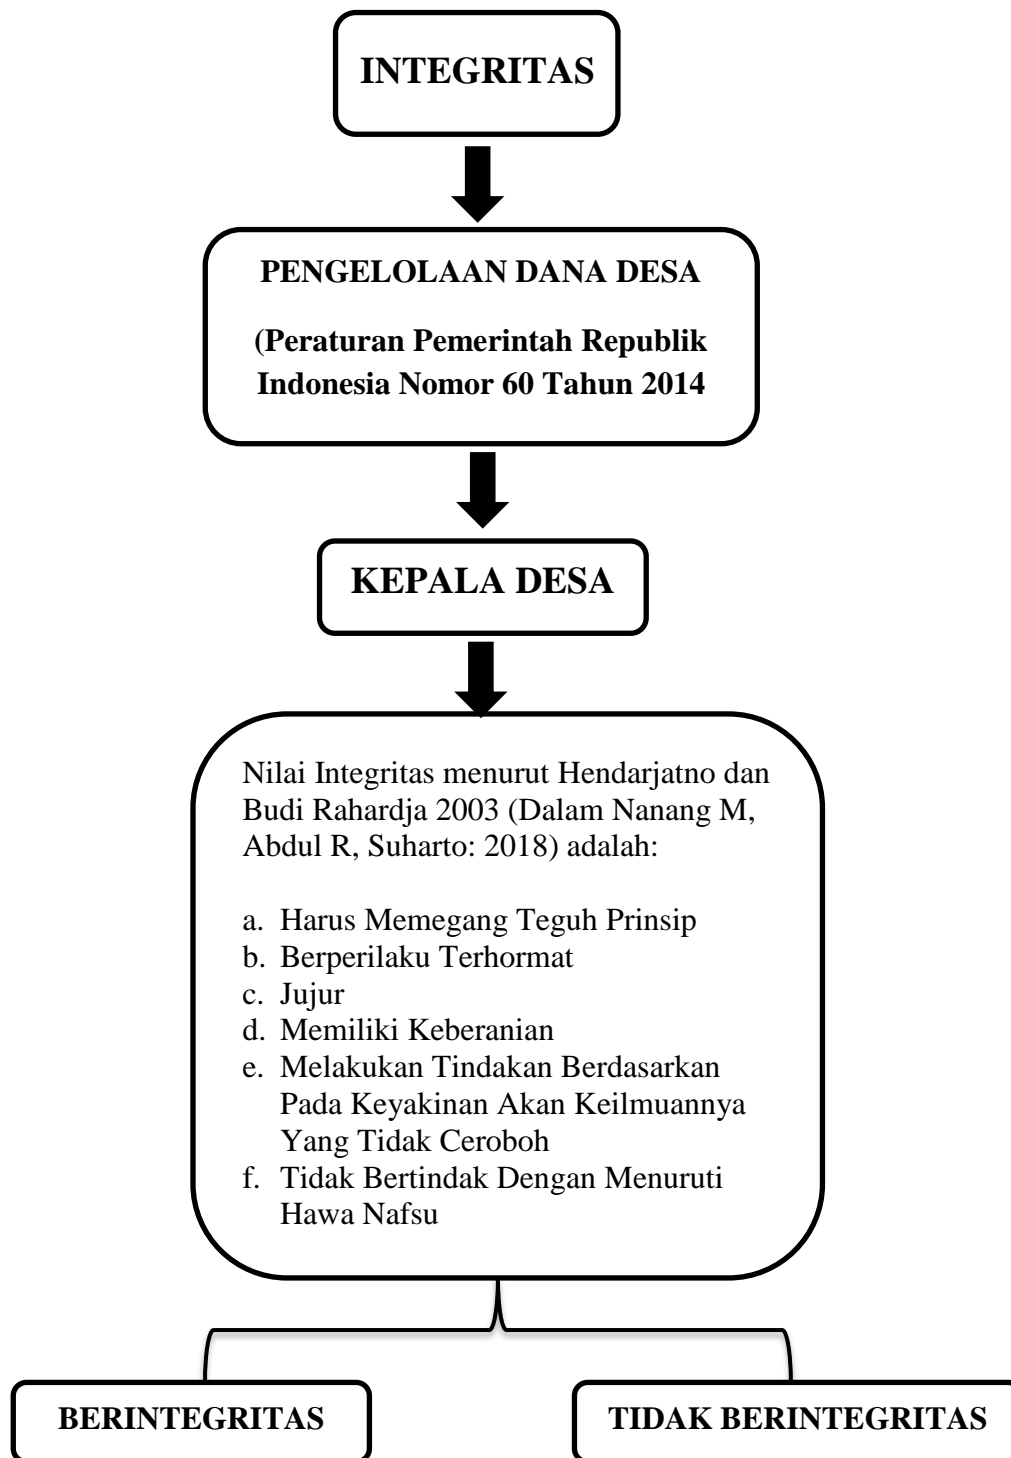 INTEGRITAS
PENGELOLAAN DANA DESA
(Peraturan Pemerintah Republik
Indonesia Nomor 60 Tahun 2014
KEPALA DESA
Nilai Integritas menurut Hendarjatno dan
Budi Rahardja 2003 (Dalam Nanang M,
Abdul R, Suharto: 2018) adalah:
a. Harus Memegang Teguh Prinsip
b. Berperilaku Terhormat
c. Jujur
d. Memiliki Keberanian
e. Melakukan Tindakan Berdasarkan
Pada Keyakinan Akan Keilmuannya
Yang Tidak Ceroboh
f. Tidak Bertindak Dengan Menuruti
Hawa Nafsu
BERINTEGRITAS
TIDAK BERINTEGRITAS